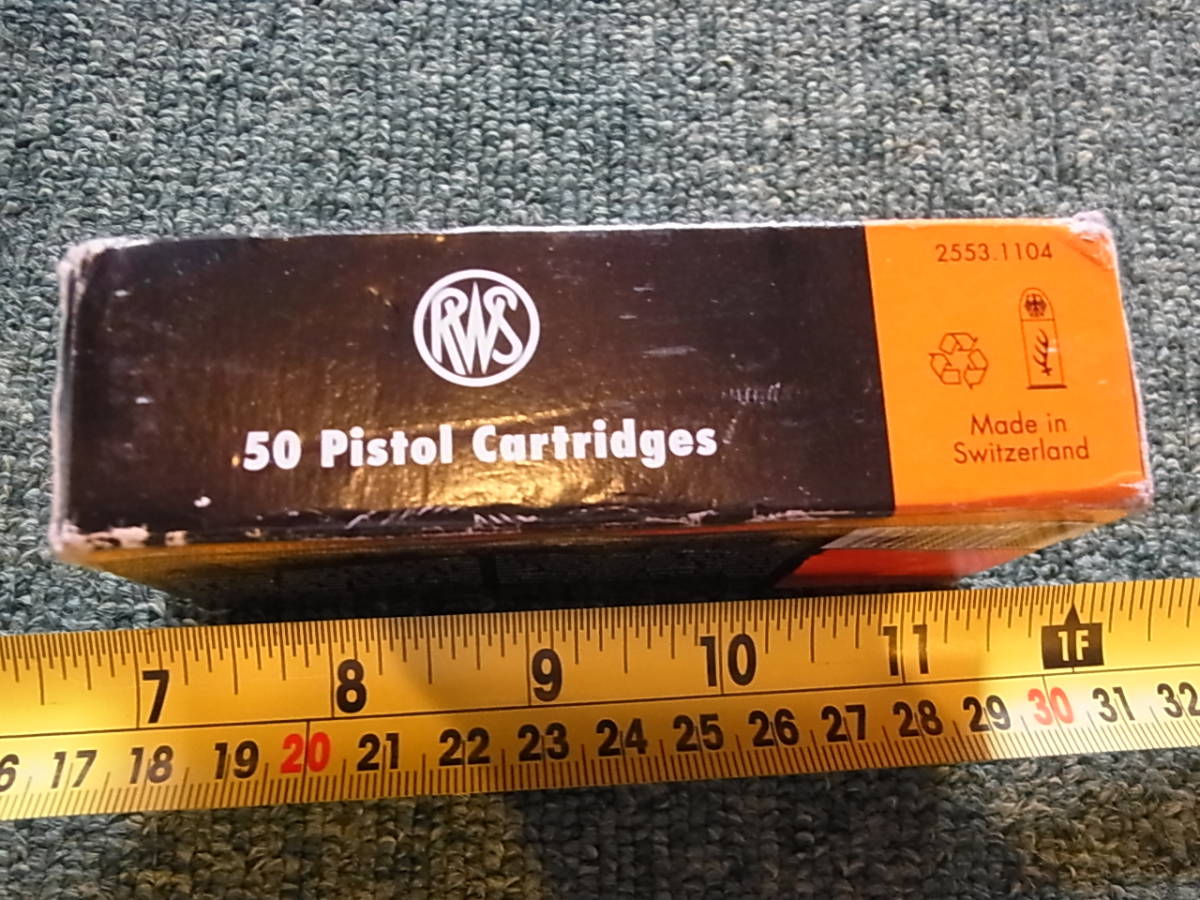 2553.1104
RWS
50 Pistol Cartridges
Made in
Switzerland
7 8 9 10 11 1F
6 17 18 19 20 21 22 23 24 25 26 27 28 29 30 31 32